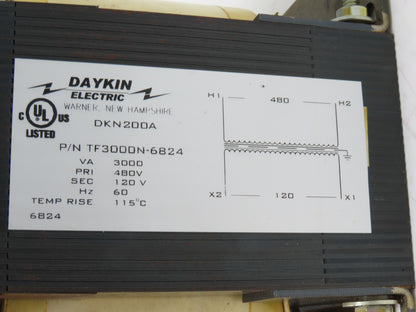 DAYKIN
ELECTRIC
WARNER, NEW HAMPSHIRE
C UL US
LISTED
DKN200A
P/N TF3000N-6824
VA 3000
PRI 480V
SEC 120 V
Hz 60
TEMP RISE 115°C
6824
H1 480 H2
X2 120 X1